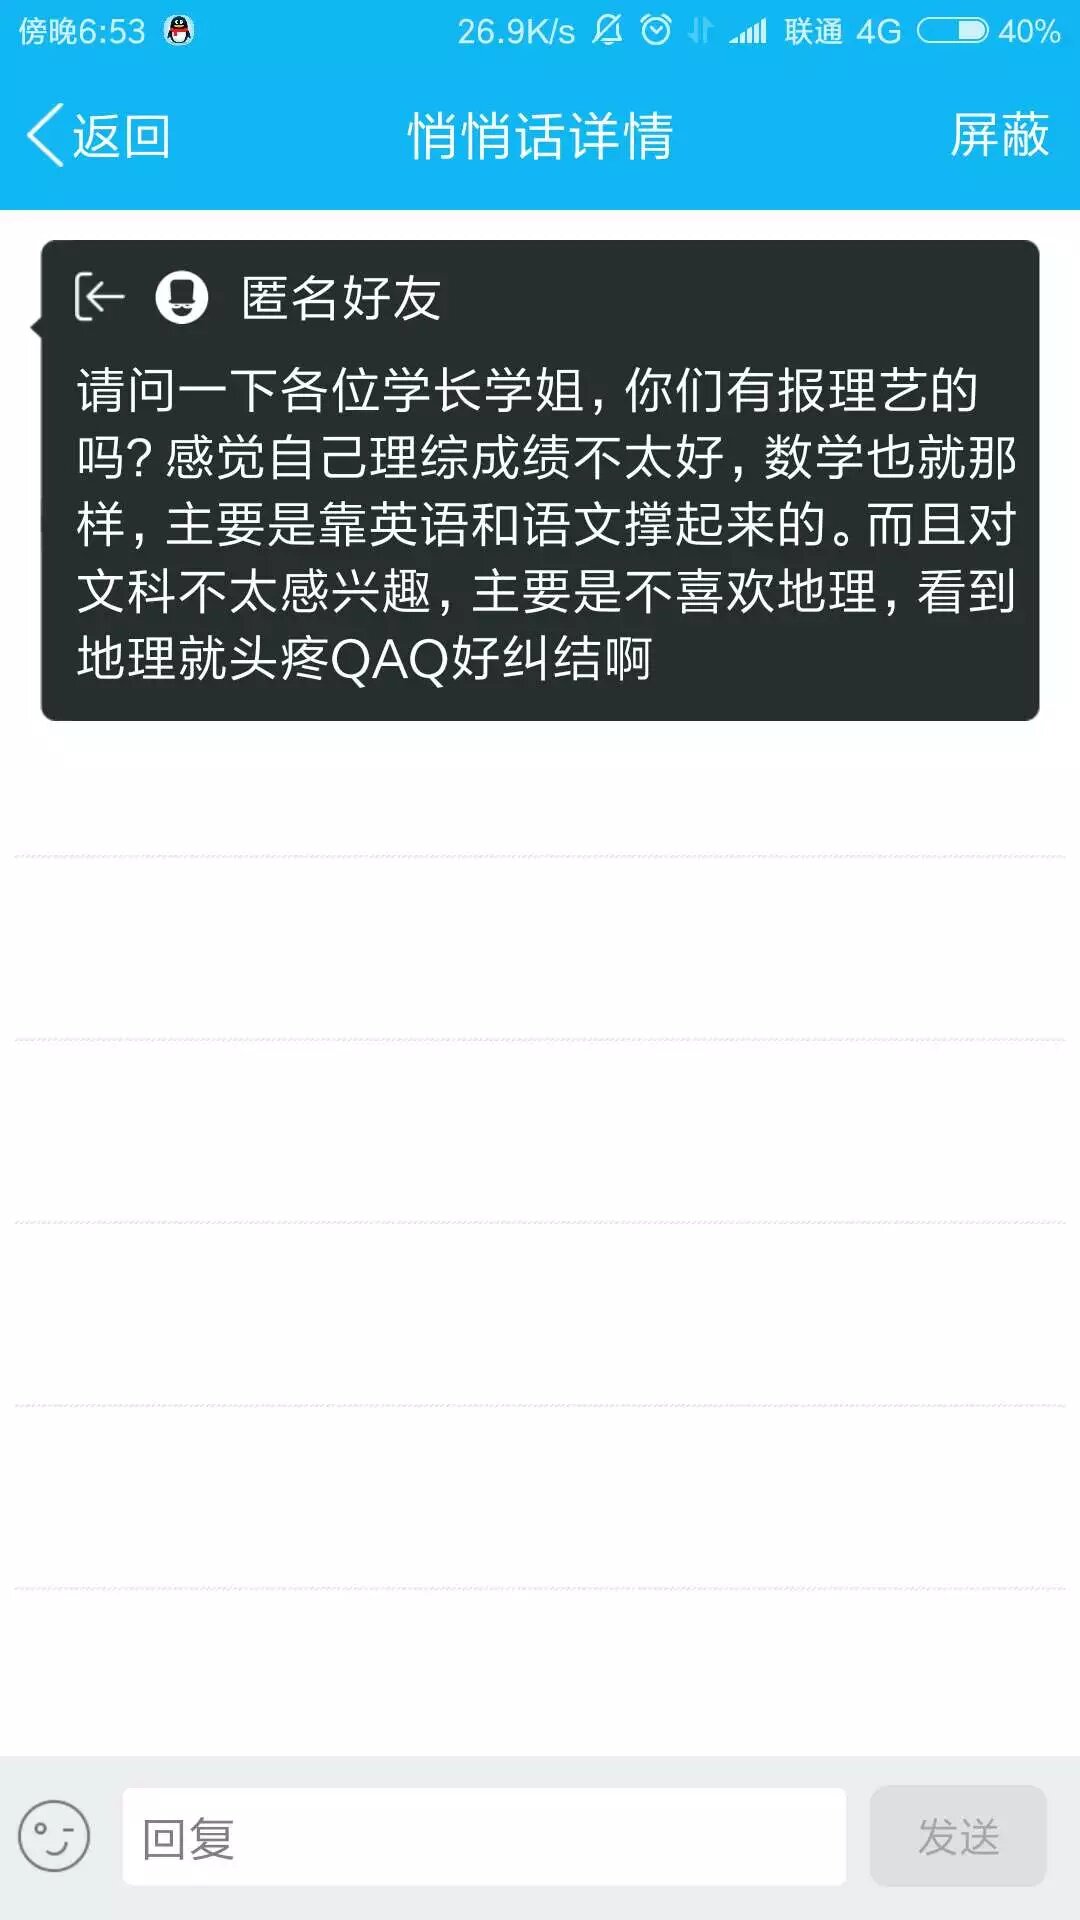 傍晚6:53 26.9K/s 联通 4G 40%
返回 悄悄话详情 屏蔽
匿名好友
请问一下各位学长学姐，你们有报理艺的
吗？感觉自己理综成绩不太好，数学也就那
样，主要是靠英语和语文撑起来的。而且对
文科不太感兴趣，主要是不喜欢地理，看到
地理就头疼QAQ好纠结啊
回复 发送